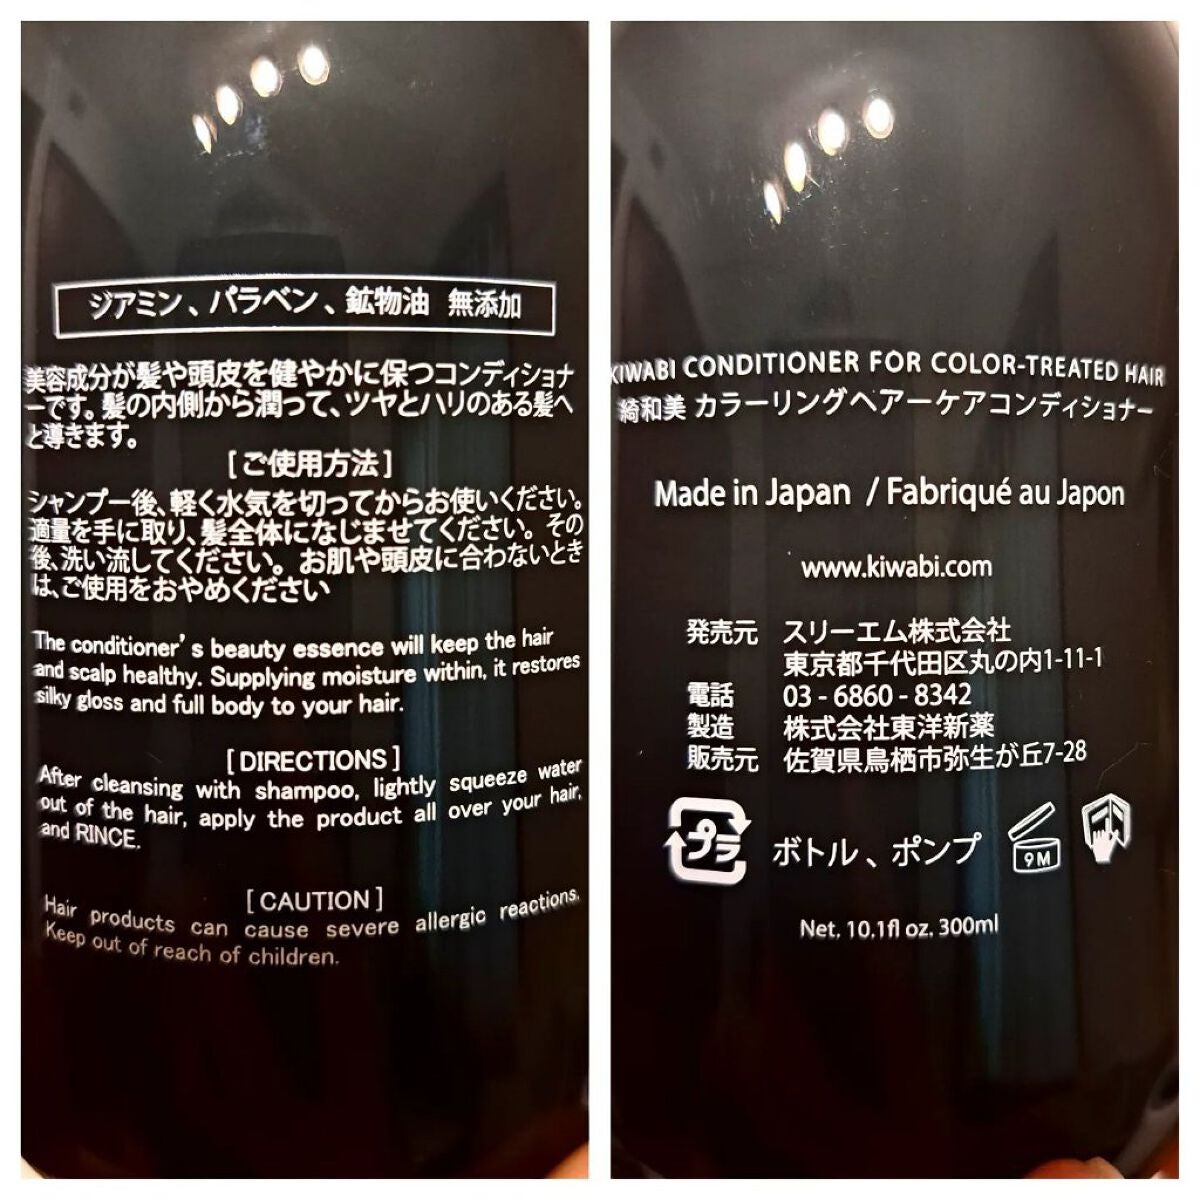 ジアミン、パラベン、鉱物油 無添加
美容成分が髪や頭皮を健やかに保つコンディショナ
ーです。髪の内側から潤って、ツヤとハリのある髪へ
と導きます。
[ご使用方法]
シャンプー後、軽く水気を切ってからお使いください。
適量を手に取り、髪全体になじませてください。その
後、洗い流してください。お肌や頭皮に合わないとき
は、ご使用をおやめください
The conditioner's beauty essence will keep the hair
and scalp healthy. Supplying moisture within, it restores
silky gloss and full body to your hair.
[DIRECTIONS]
After cleansing with shampoo, lightly squeeze water
out of the hair, apply the product all over your hair,
and RINCE.
[CAUTION]
Hair products can cause severe allergic reactions.
Keep out of reach of children.
KIWABI CONDITIONER FOR COLOR-TREATED HAIR
綺和美 カラーリングヘアーケアコンディショナー
Made in Japan / Fabriqué au Japon
www.kiwabi.com
発売元 スリーエム株式会社
東京都千代田区丸の内1-11-1
電話 03 - 6860 - 8342
製造 株式会社東洋新薬
販売元 佐賀県鳥栖市弥生が丘7-28
プラ ボトル、ポンプ 9M
Net. 10.1fl oz. 300ml